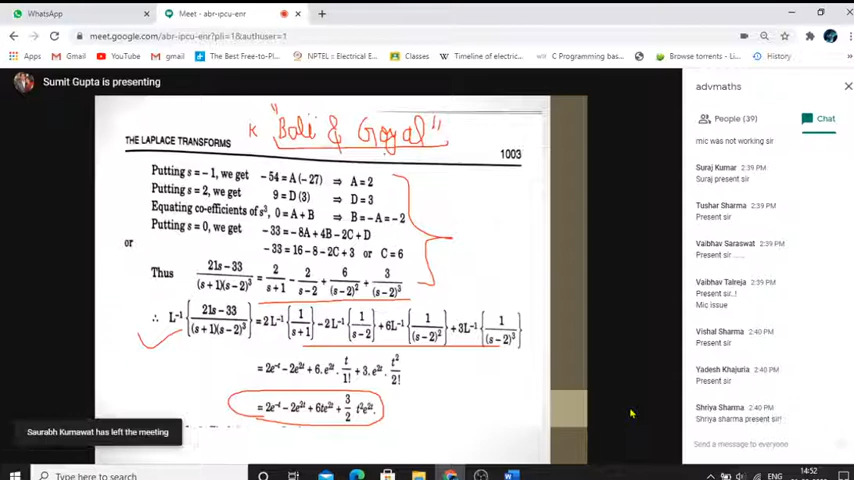 WhatsApp
Meet - abr-ipcu-enr
meet.google.com/abr-ipcu-enr?pli=1&authuser=1
Apps
Gmail
YouTube
gmail
The Best Free-to-Pl...
NPTEL :: Electrical E...
Classes
Timeline of electric...
C Programming bas...
Browse torrents - Li...
History
Sumit Gupta is presenting
advmaths
People (39)
Chat
mic was not working sir
Suraj Kumar 2:39 PM
Suraj present sir
Tushar Sharma 2:39 PM
Present sir
Vaibhav Saraswat 2:39 PM
Present sir ......
Vaibhav Talreja 2:39 PM
Present sir..!
Mic issue
Vishal Sharma 2:40 PM
Present sir
Yadesh Khajuria 2:40 PM
Present sir
Shriya Sharma 2:40 PM
Shriya sharma present sir!
Send a message to everyone
K "Bali & Goyal"
THE LAPLACE TRANSFORMS 1003
Putting s = – 1, we get – 54 = A (– 27) ⇒ A = 2
Putting s = 2, we get 9 = D (3) ⇒ D = 3
Equating co-efficients of s³, 0 = A + B ⇒ B = – A = – 2
Putting s = 0, we get – 33 = – 8A + 4B – 2C + D
or – 33 = – 16 – 8 – 2C + 3 or C = 6
Thus (21s – 33)/((s + 1)(s – 2)³) = 2/(s + 1) – 2/(s – 2) + 6/(s – 2)² + 3/(s – 2)³
∴ L⁻¹ {(21s – 33)/((s + 1)(s – 2)³)} = 2 L⁻¹ {1/(s + 1)} – 2 L⁻¹ {1/(s – 2)} + 6 L⁻¹ {1/(s – 2)²} + 3 L⁻¹ {1/(s – 2)³}
= 2e⁻ᵗ – 2e²ᵗ + 6. e²ᵗ . t/1! + 3. e²ᵗ . t²/2!
= 2e⁻ᵗ – 2e²ᵗ + 6te²ᵗ + 3/2 t²e²ᵗ.
Saurabh Kumawat has left the meeting
Type here to search
ENG
14:52